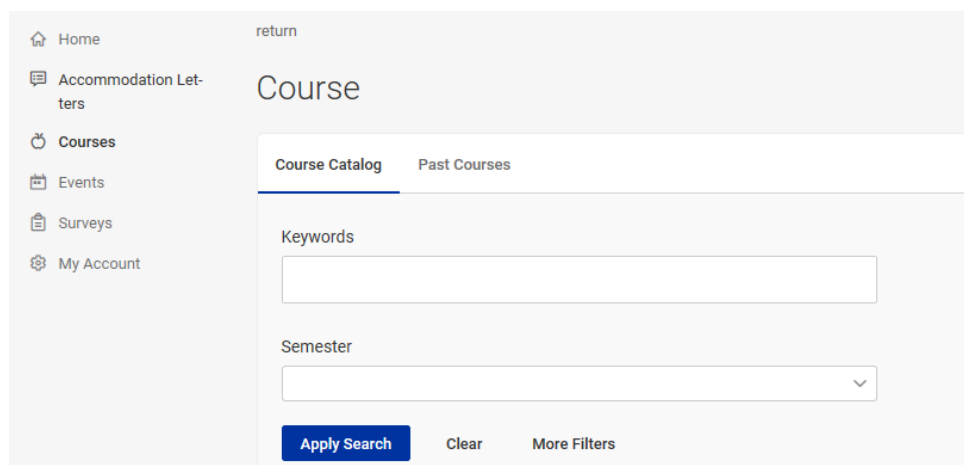 Home
Accommodation Let-
ters
Courses
Events
Surveys
My Account
return
Course
Course Catalog Past Courses
Keywords
Semester
Apply Search Clear More Filters